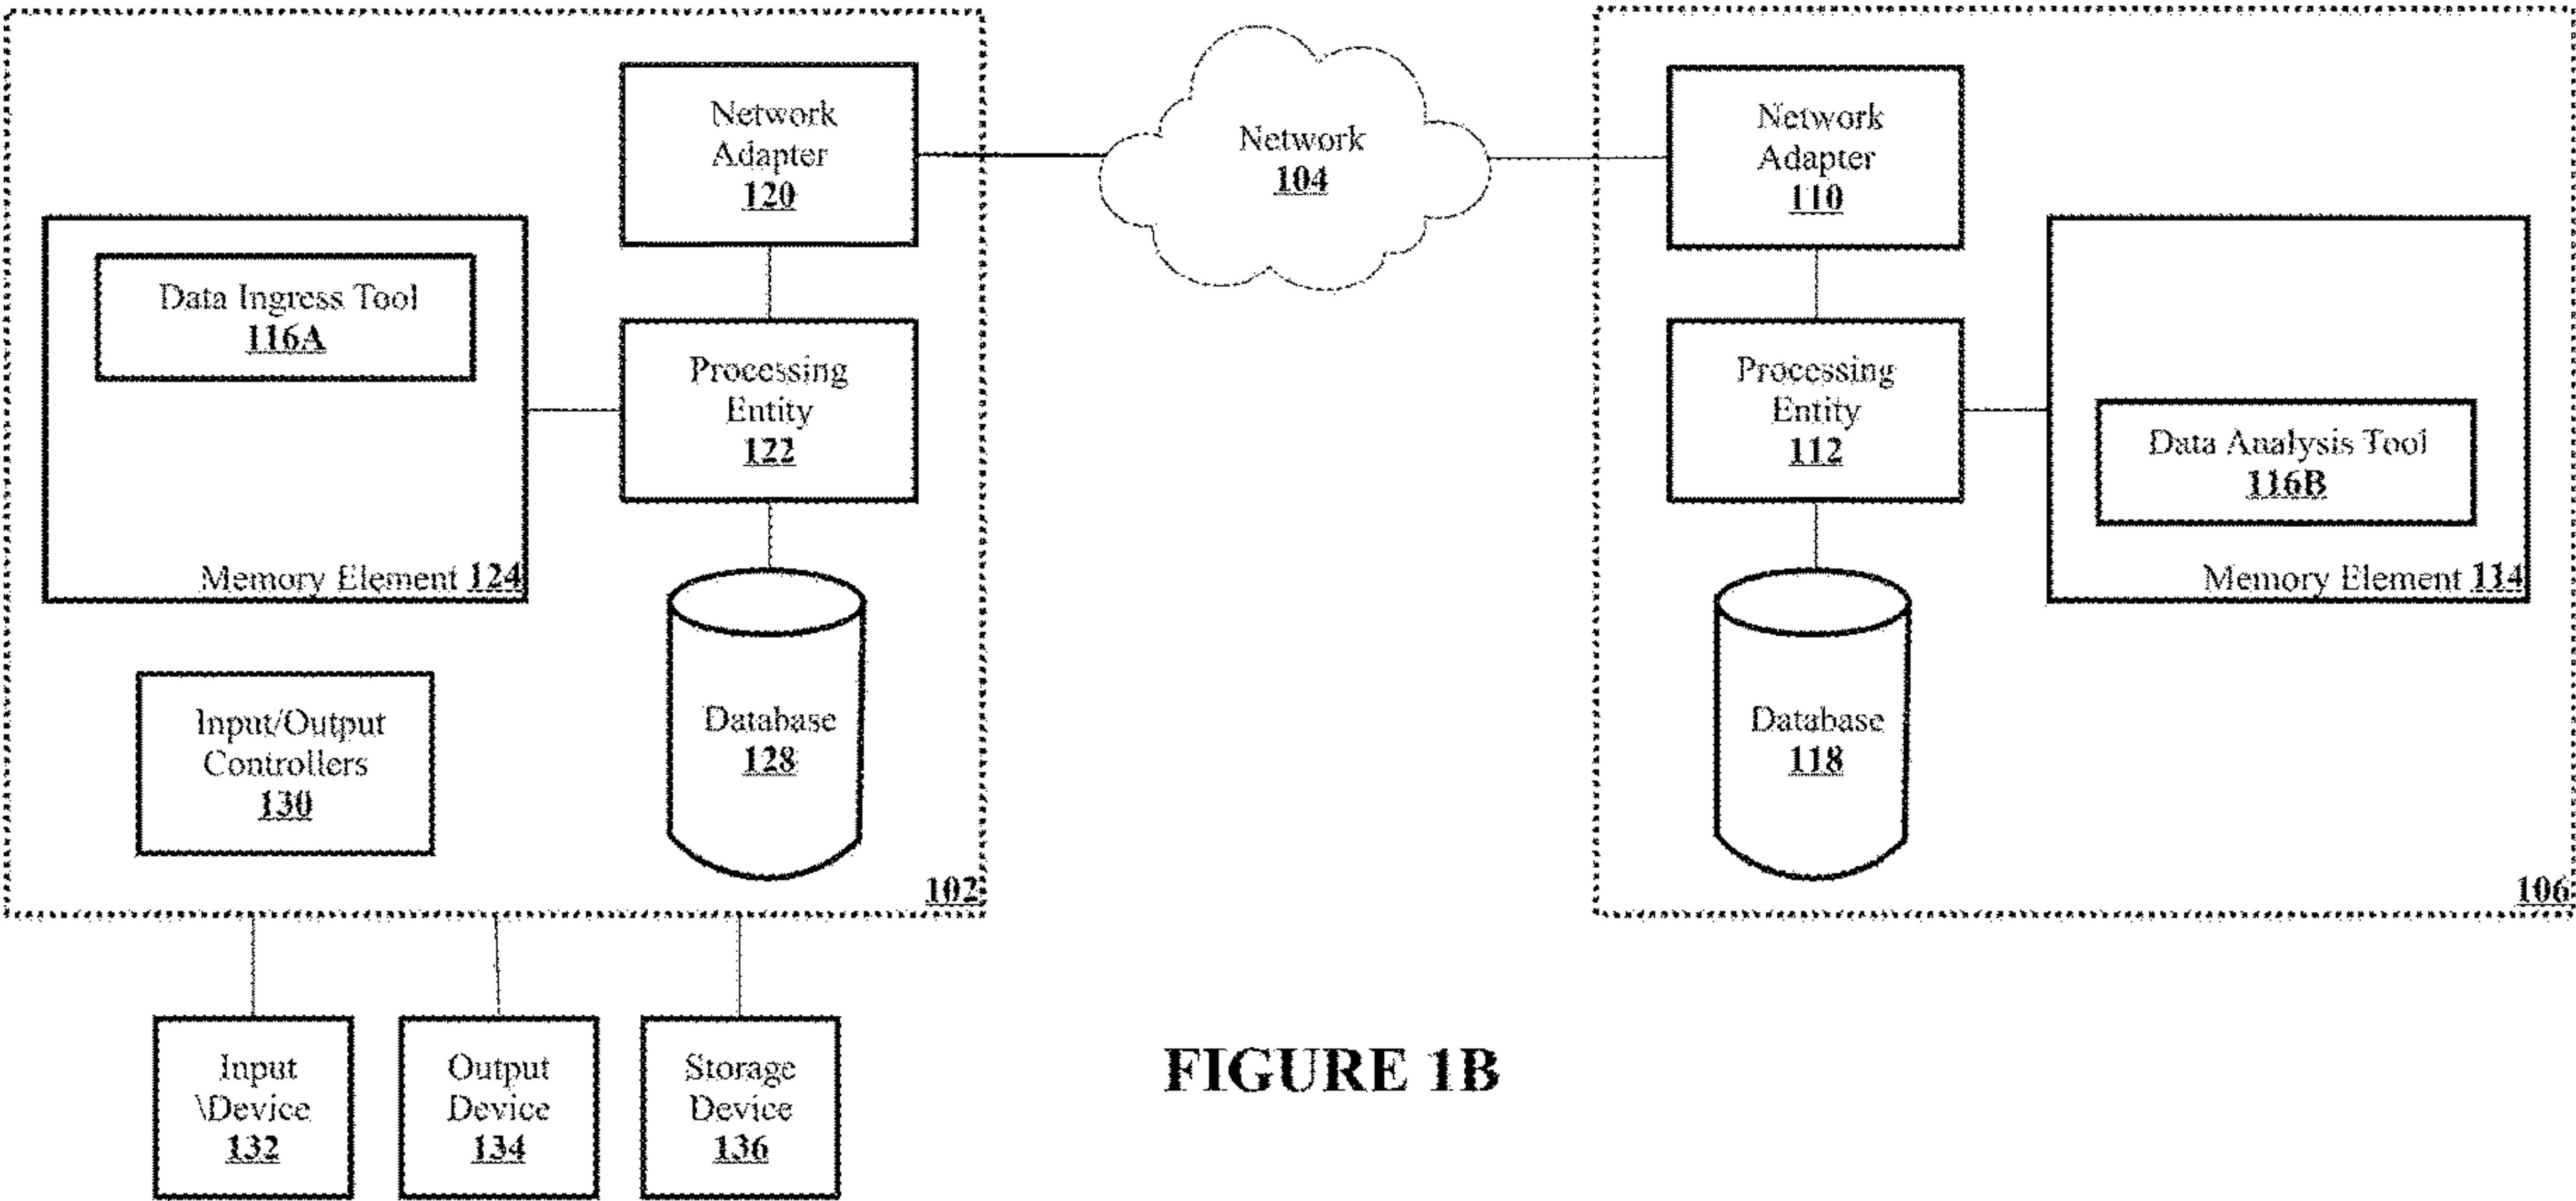 Network
Adapter
120
Data Ingress Tool
116A
Processing
Entity
122
Memory Element 124
Input/Output
Controllers
130
Database
128
102
Input
\Device
132
Output
Device
134
Storage
Device
136
Network
104
Network
Adapter
110
Processing
Entity
112
Data Analysis Tool
116B
Memory Element 114
Database
118
106
FIGURE 1B